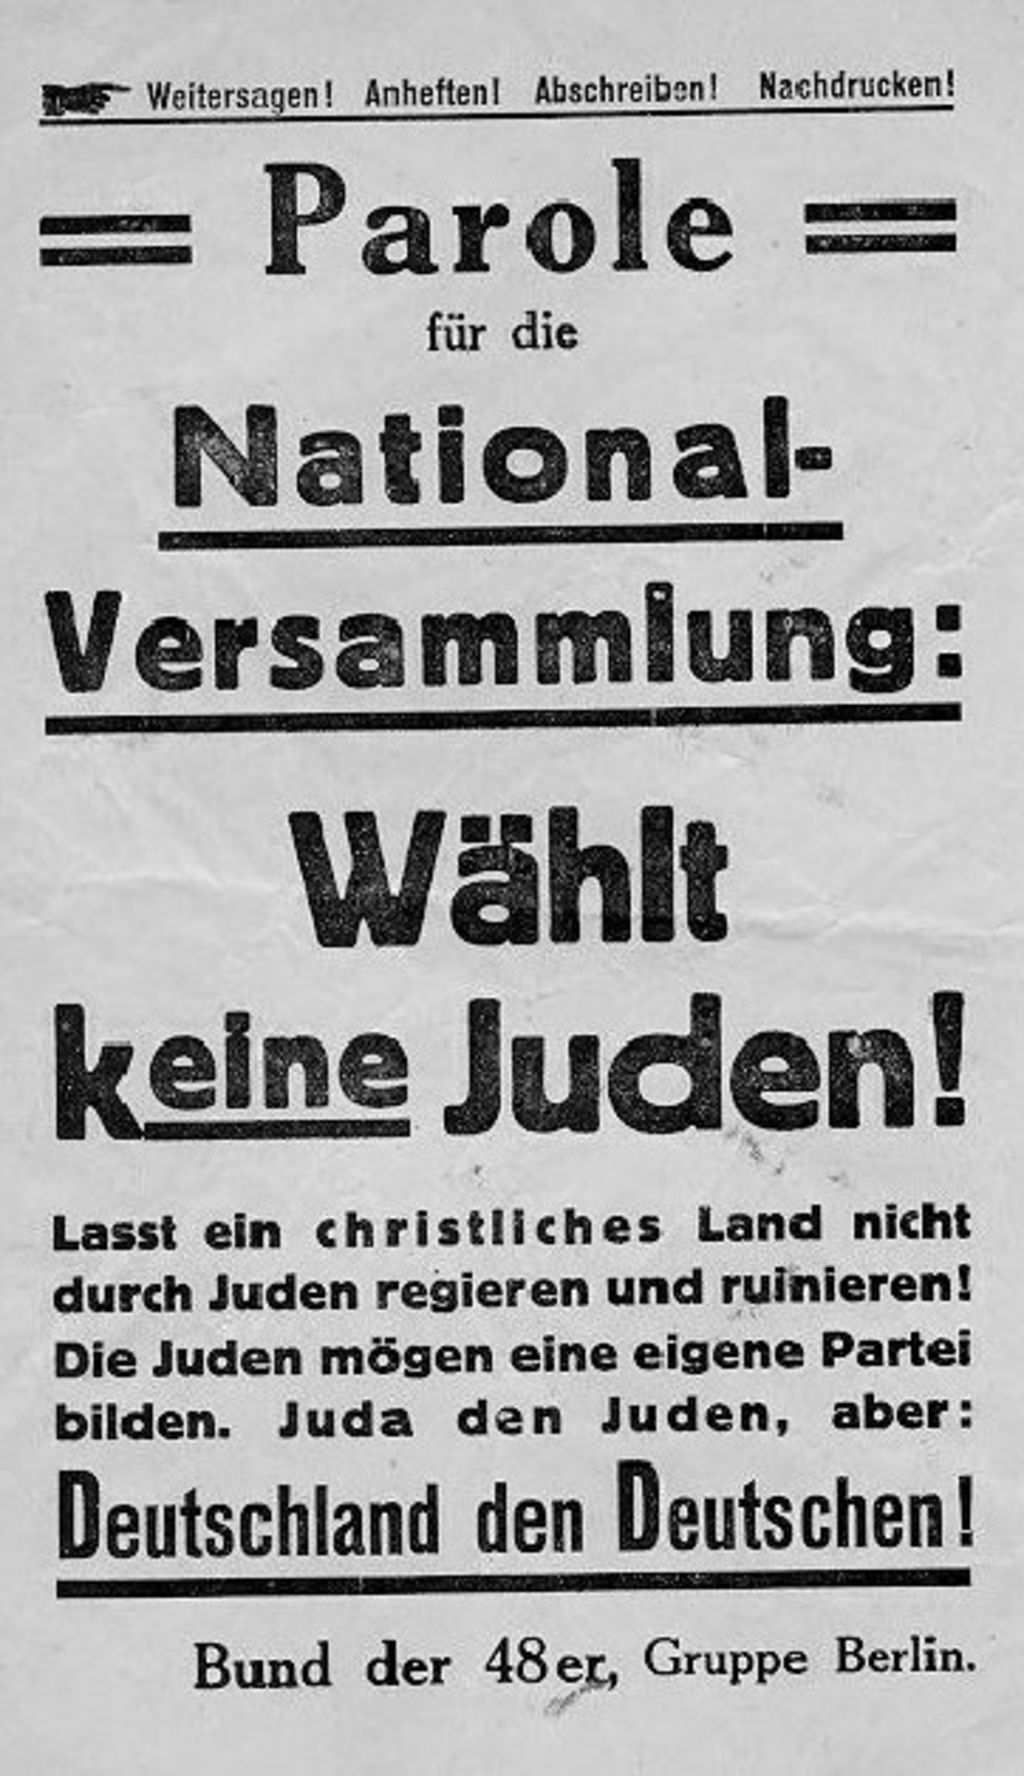 Weitersagen! Anheften! Abschreiben! Nachdrucken!
Parole
für die
National-
Versammlung:
Wählt
keine Juden!
Lasst ein christliches Land nicht
durch Juden regieren und ruinieren!
Die Juden mögen eine eigene Partei
bilden. Juda den Juden, aber:
Deutschland den Deutschen!
Bund der 48er, Gruppe Berlin.